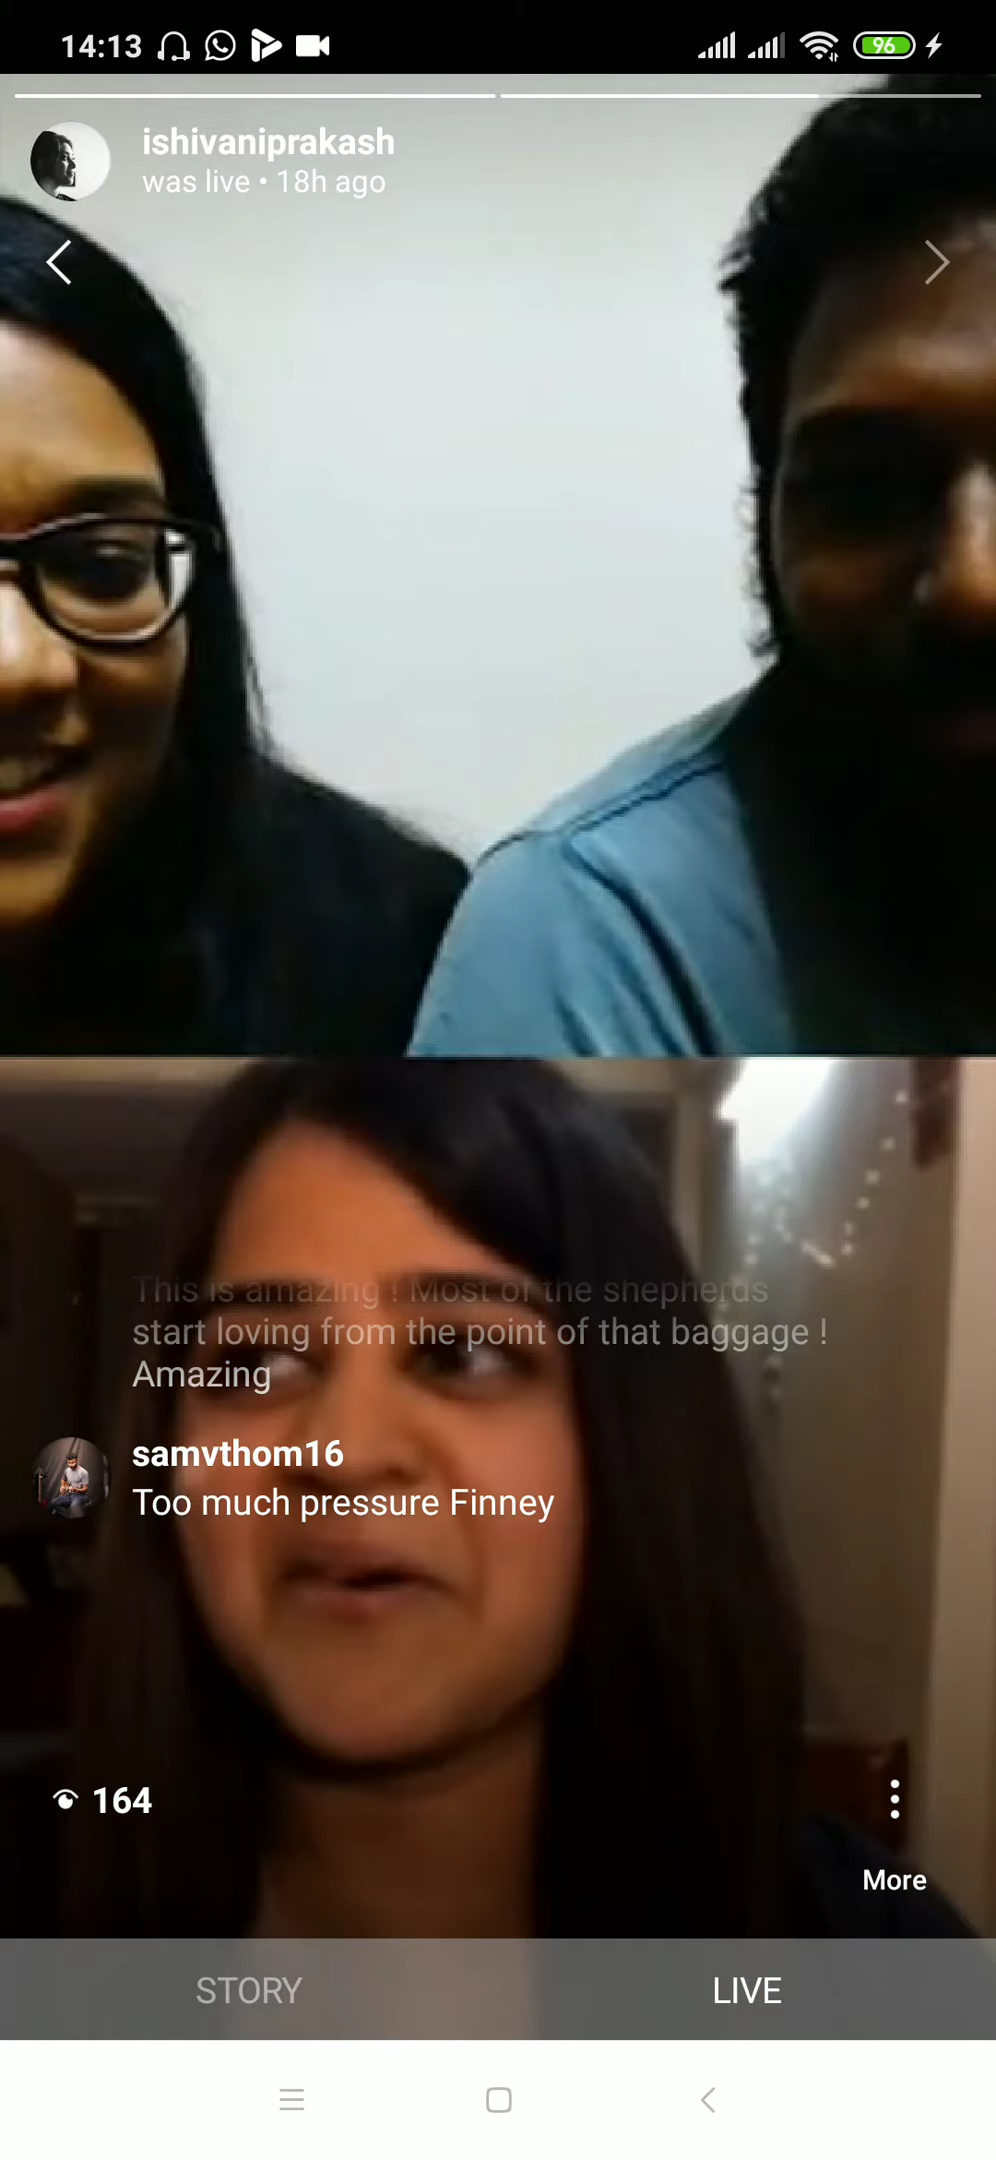 14:13
96
ishivaniprakash
was live • 18h ago
This is amazing ! Most of the shepherds
start loving from the point of that baggage !
Amazing
samvthom16
Too much pressure Finney
164
More
STORY
LIVE